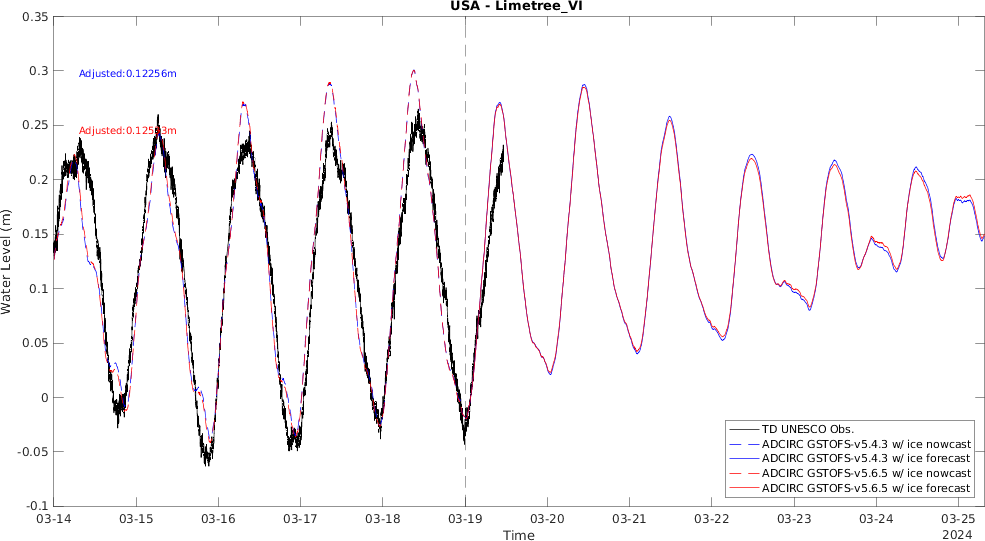 USA - Limetree_VI
0.35
0.3
0.25
0.2
0.15
0.1
0.05
0
-0.05
-0.1
Water Level (m)
Adjusted:0.12256m
03-14 03-15 03-16 03-17 03-18 03-19 03-20 03-21 03-22 03-23 03-24 03-25
Time
2024
TD UNESCO Obs.
ADCIRC GSTOFS-v5.4.3 w/ ice nowcast
ADCIRC GSTOFS-v5.4.3 w/ ice forecast
ADCIRC GSTOFS-v5.6.5 w/ ice nowcast
ADCIRC GSTOFS-v5.6.5 w/ ice forecast